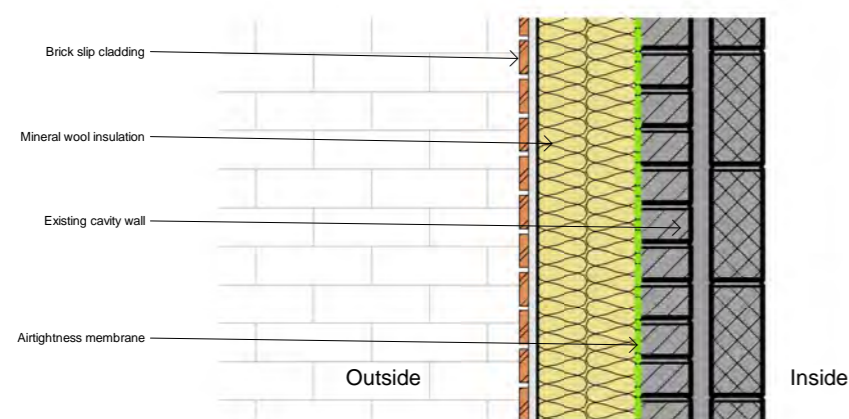 Brick slip cladding
Mineral wool insulation
Existing cavity wall
Airtightness membrane
Outside
Inside